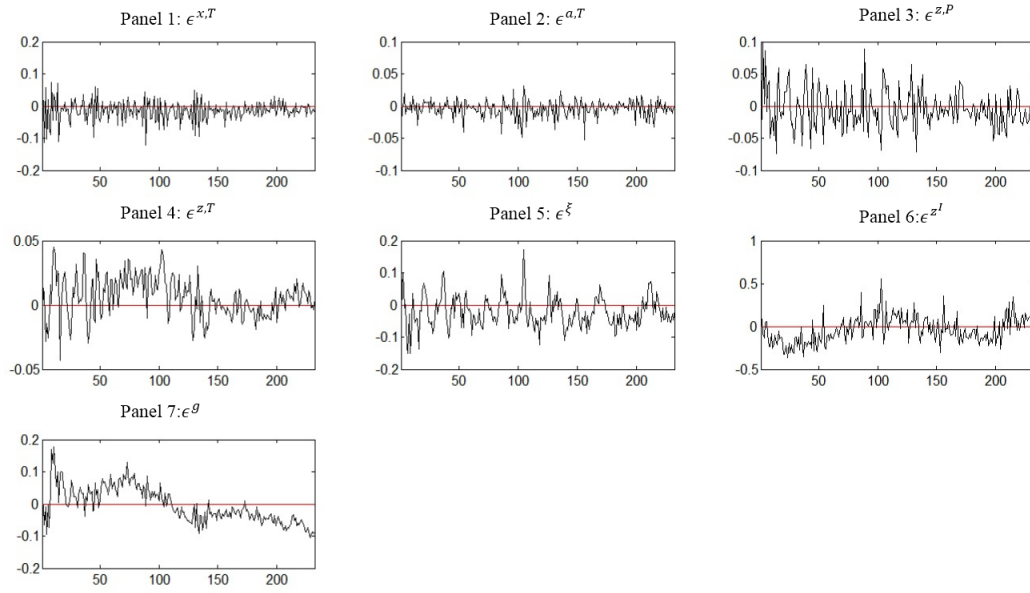 Panel 1: ϵ^{x,T}
0.2
0.1
0
-0.1
-0.2
50 100 150 200
Panel 2: ϵ^{a,T}
0.1
0.05
0
-0.05
-0.1
50 100 150 200
Panel 3: ϵ^{z,P}
0.1
0.05
0
-0.05
-0.1
50 100 150 200
Panel 4: ϵ^{z,T}
0.05
0
-0.05
50 100 150 200
Panel 5: ϵ^ξ
0.2
0.1
0
-0.1
-0.2
50 100 150 200
Panel 6:ϵ^{z^I}
1
0.5
0
-0.5
50 100 150 200
Panel 7:ϵ^g
0.2
0.1
0
-0.1
-0.2
50 100 150 200